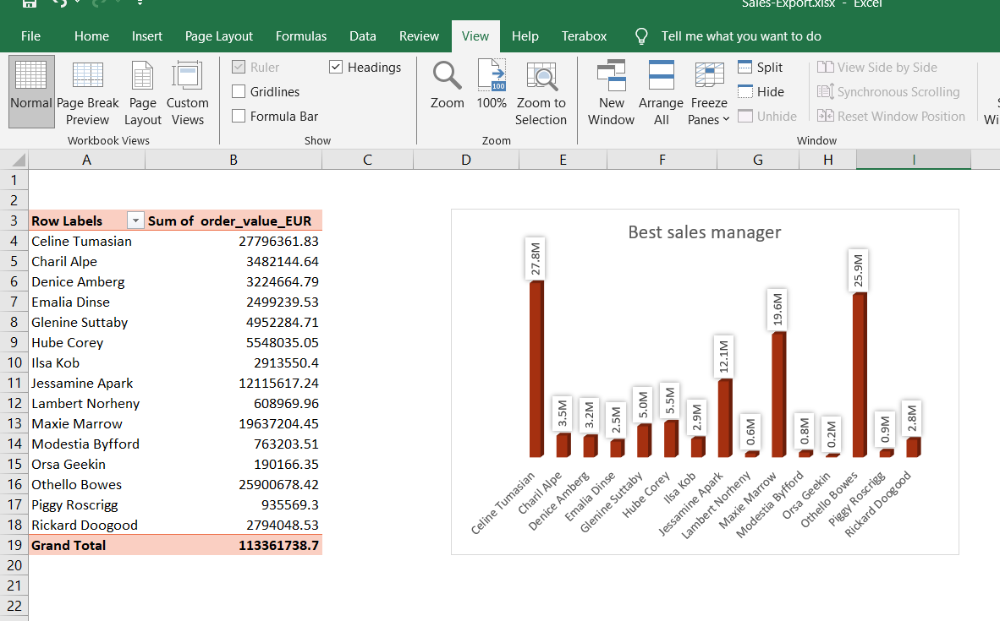 Sales-Export.xlsx - Excel
File Home Insert Page Layout Formulas Data Review View Help Terabox Tell me what you want to do
Normal
Page Break Preview
Page Layout
Custom Views
Workbook Views
Ruler
Gridlines
Formula Bar
Headings
Show
Zoom
100
100%
Zoom to Selection
Zoom
New Window
Arrange All
Freeze Panes
Split
Hide
Unhide
View Side by Side
Synchronous Scrolling
Reset Window Position
Window
A B C D E F G H I
1
2
3 Row Labels Sum of order_value_EUR
4 Celine Tumasian 27796361.83
5 Charil Alpe 3482144.64
6 Denice Amberg 3224664.79
7 Emalia Dinse 2499239.53
8 Glenine Suttaby 4952284.71
9 Hube Corey 5548035.05
10 Ilsa Kob 2913550.4
11 Jessamine Apark 12115617.24
12 Lambert Norheny 608969.96
13 Maxie Marrow 19637204.45
14 Modestia Byfford 763203.51
15 Orsa Geekin 190166.35
16 Othello Bowes 25900678.42
17 Piggy Roscrigg 935569.3
18 Rickard Doogood 2794048.53
19 Grand Total 113361738.7
20
21
22
Best sales manager
27.8M
3.5M
3.2M
2.5M
5.0M
5.5M
2.9M
12.1M
0.6M
19.6M
0.8M
0.2M
25.9M
0.9M
2.8M
Celine Tumasian
Charil Alpe
Denice Amberg
Emalia Dinse
Glenine Suttaby
Hube Corey
Ilsa Kob
Jessamine Apark
Lambert Norheny
Maxie Marrow
Modestia Byfford
Orsa Geekin
Othello Bowes
Piggy Roscrigg
Rickard Doogood